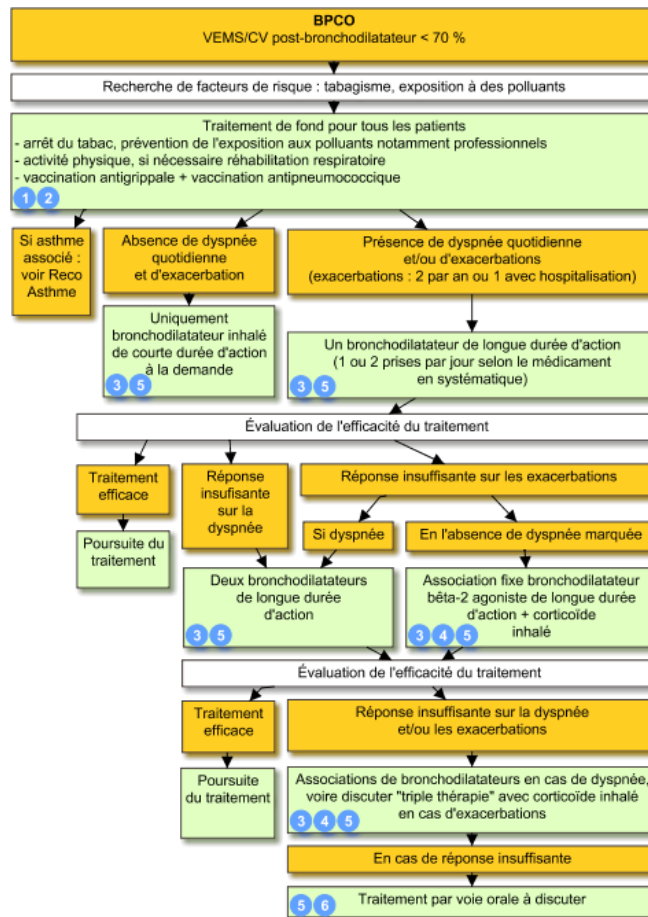 BPCO
VEMS/CV post-bronchodilatateur < 70 %
Recherche de facteurs de risque : tabagisme, exposition à des polluants
Traitement de fond pour tous les patients
- arrêt du tabac, prévention de l'exposition aux polluants notamment professionnels
- activité physique, si nécessaire réhabilitation respiratoire
- vaccination antigrippale + vaccination antipneumococcique
1 2
Si asthme
associé :
voir Reco
Asthme
Absence de dyspnée
quotidienne
et d'exacerbation
Présence de dyspnée quotidienne
et/ou d'exacerbations
(exacerbations : 2 par an ou 1 avec hospitalisation)
Uniquement
bronchodilatateur inhalé
de courte durée d'action
à la demande
3 5
Un bronchodilatateur de longue durée d'action
(1 ou 2 prises par jour selon le médicament
en systématique)
3 5
Évaluation de l'efficacité du traitement
Traitement
efficace
Réponse
insuffisante
sur la
dyspnée
Réponse insuffisante sur les exacerbations
Si dyspnée
En l'absence de dyspnée marquée
Poursuite du
traitement
Deux bronchodilatateurs
de longue durée
d'action
3 5
Association fixe bronchodilatateur
bêta-2 agoniste de longue durée
d'action + corticoïde
inhalé
3 4 5
Évaluation de l'efficacité du traitement
Traitement
efficace
Réponse insuffisante sur la dyspnée
et/ou les exacerbations
Poursuite
du traitement
Associations de bronchodilatateurs en cas de dyspnée,
voire discuter "triple thérapie" avec corticoïde inhalé
en cas d'exacerbations
3 4 5
En cas de réponse insuffisante
Traitement par voie orale à discuter
5 6